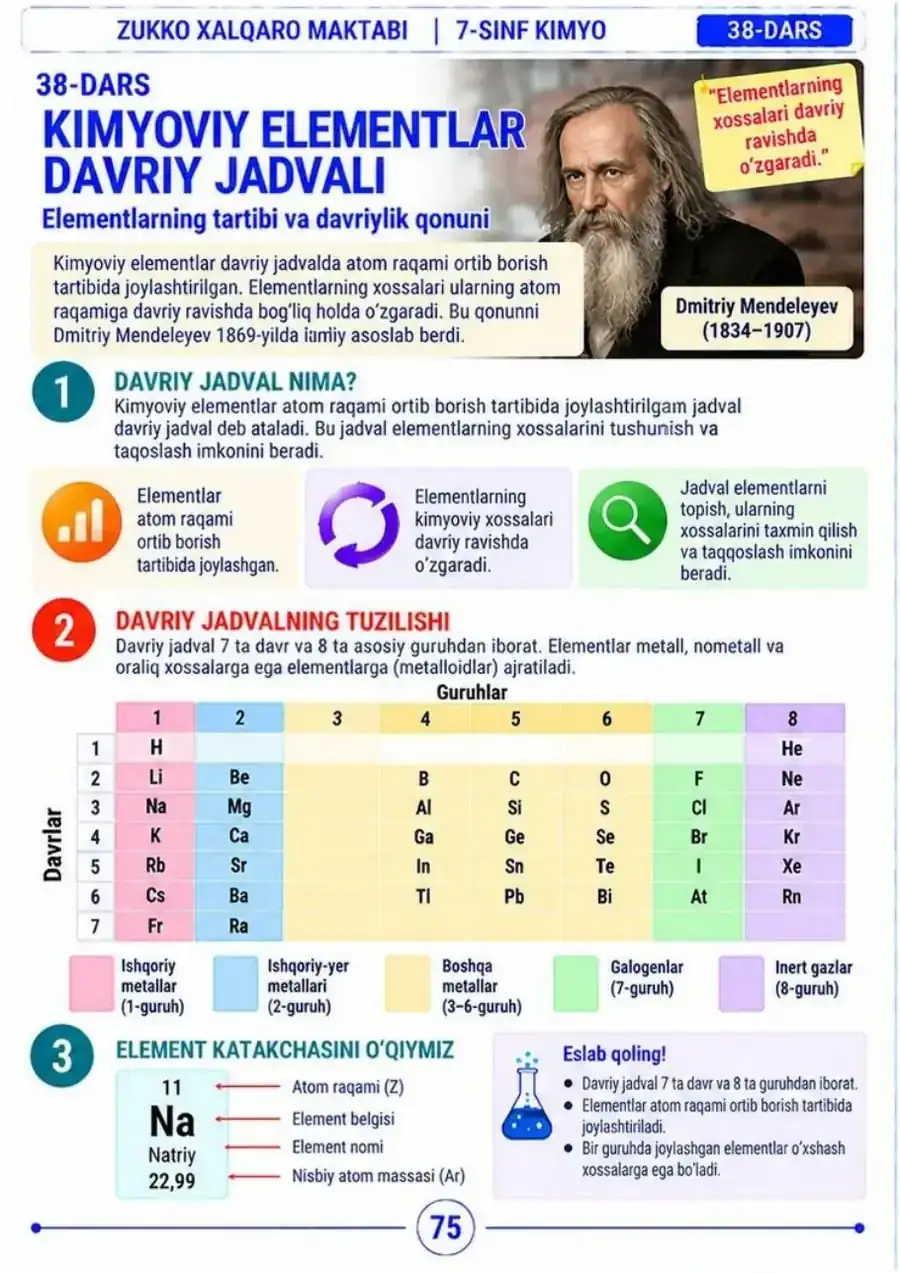 ZUKKO XALQARO MAKTABI | 7-SINF KIMYO
38-DARS
38-DARS
KIMYOVIY ELEMENTLAR
DAVRIY JADVALI
Elementlarning tartibi va davriylik qonuni
"Elementlarning
xossalari davriy
ravishda
o‘zgaradi."
Kimyoviy elementlar davriy jadvalda atom raqami ortib borish
tartibida joylashtirilgan. Elementlarning xossalari ularning atom
raqamiga davriy ravishda bog‘liq holda o‘zgaradi. Bu qonunni
Dmitriy Mendeleyev 1869-yilda asoslab berdi.
Dmitriy Mendeleyev
(1834–1907)
1
DAVRIY JADVAL NIMA?
Kimyoviy elementlar atom raqami ortib borish tartibida joylashtirilgam jadval
davriy jadval deb ataladi. Bu jadval elementlarning xossalarini tushunish va
taqoslash imkonini beradi.
Elementlar
atom raqami
ortib borish
tartibida joylashgan.
Elementlarning
kimyoviy xossalari
davriy ravishda
o‘zgaradi.
Jadval elementlarni
topish, ularning
xossalarini taxmin qilish
va taqqoslash imkonini
beradi.
2
DAVRIY JADVALNING TUZILISHI
Davriy jadval 7 ta davr va 8 ta asosiy guruhdan iborat. Elementlar metall, nometall va
oraliq xossalarga ega elementlarga (metalloidlar) ajratiladi.
Guruhlar
1 2 3 4 5 6 7 8
Davrlar
1 H He
2 Li Be B C O F Ne
3 Na Mg Al Si S Cl Ar
4 K Ca Ga Ge Se Br Kr
5 Rb Sr In Sn Te I Xe
6 Cs Ba Tl Pb Bi At Rn
7 Fr Ra
Ishqoriy
metallar
(1-guruh)
Ishqoriy-yer
metallari
(2-guruh)
Boshqa
metallar
(3–6-guruh)
Galogenlar
(7-guruh)
Inert gazlar
(8-guruh)
3
ELEMENT KATAKCHASINI O‘QIYMIZ
11
Na
Natriy
22,99
Atom raqami (Z)
Element belgisi
Element nomi
Nisbiy atom massasi (Ar)
Eslab qoling!
● Davriy jadval 7 ta davr va 8 ta guruhdan iborat.
● Elementlar atom raqami ortib borish tartibida
joylashtiriladi.
● Bir guruhda joylashgan elementlar o‘xshash
xossalarga ega bo‘ladi.
75